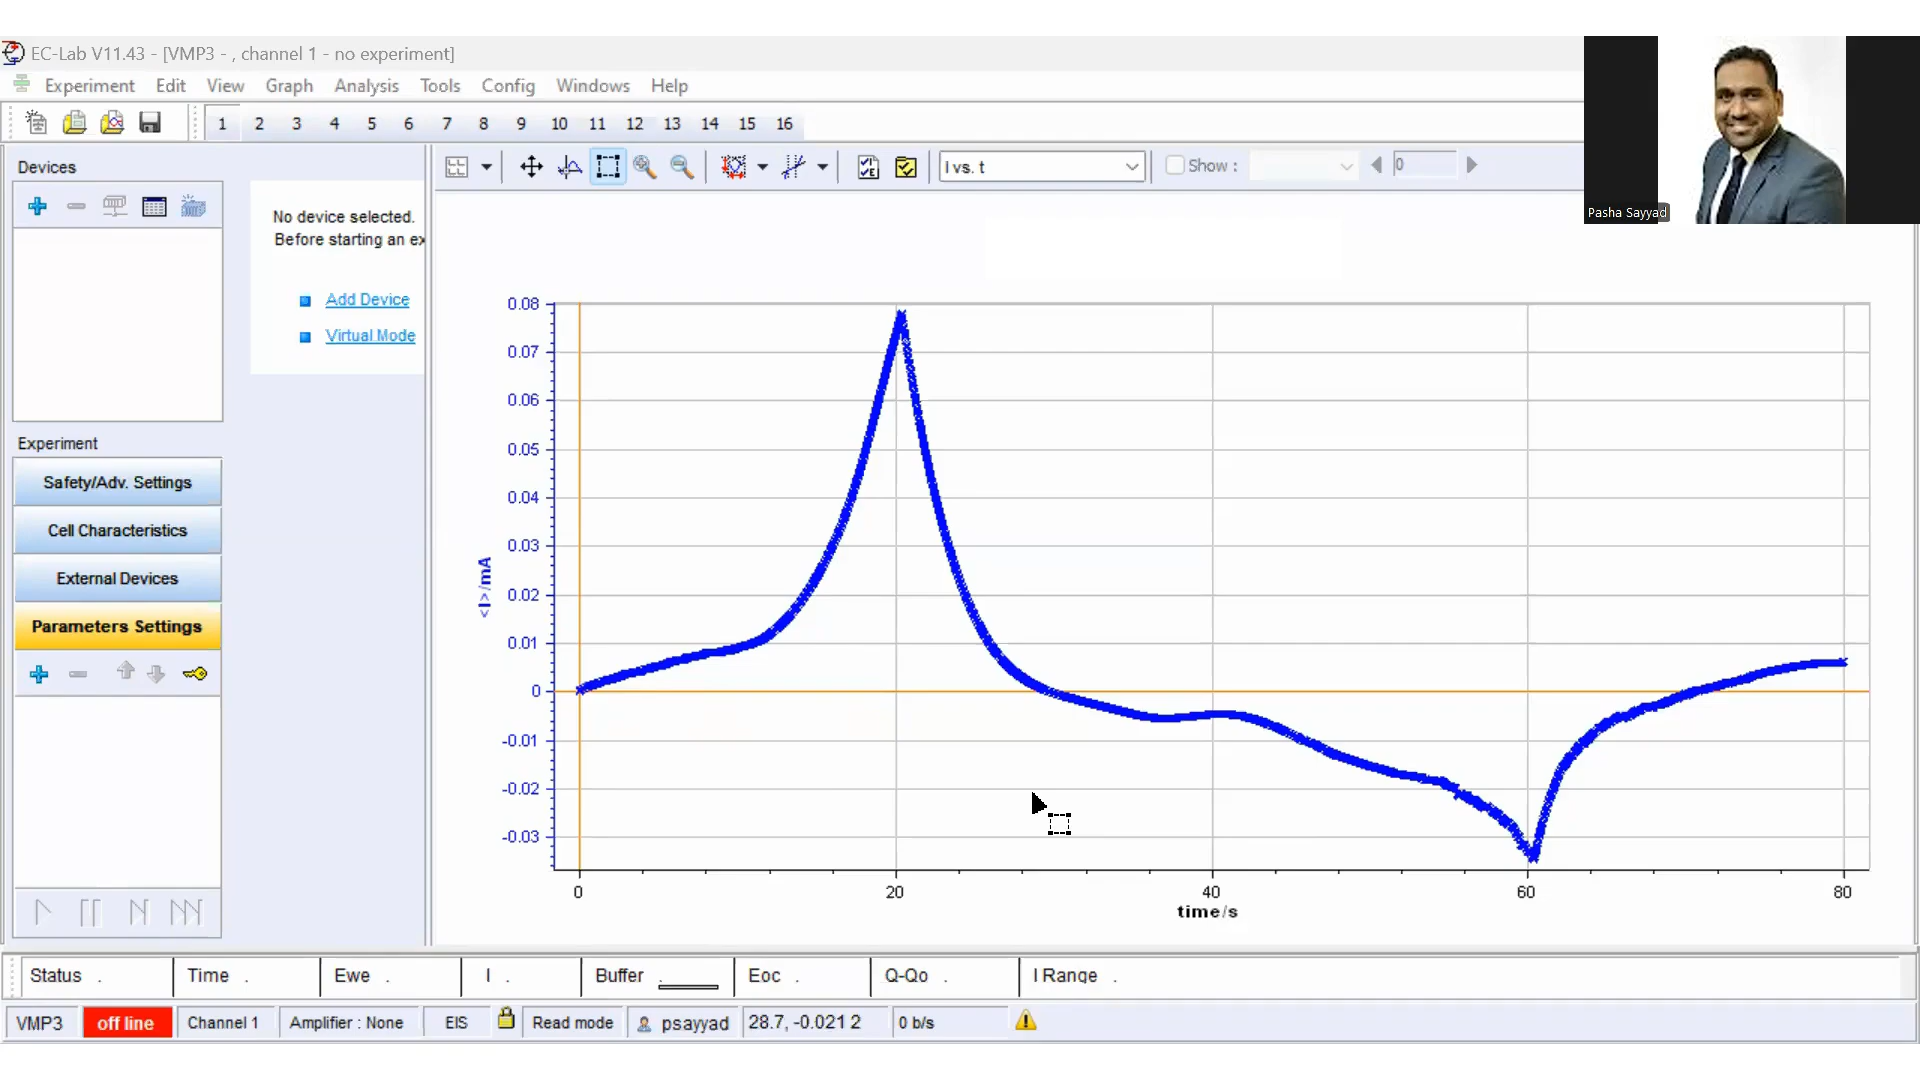 EC-Lab V11.43 - [VMP3 - , channel 1 - no experiment]
Experiment Edit View Graph Analysis Tools Config Windows Help
1 2 3 4 5 6 7 8 9 10 11 12 13 14 15 16
Devices
I vs. t
Show :
0
Pasha Sayyad
No device selected.
Before starting an ex
Add Device
Virtual Mode
Experiment
Safety/Adv. Settings
Cell Characteristics
External Devices
Parameters Settings
0.08
0.07
0.06
0.05
0.04
0.03
0.02
0.01
0
-0.01
-0.02
-0.03
<I>/mA
0 20 40 60 80
time/s
Status . Time . Ewe . I . Buffer . Eoc . Q-Qo . I Range .
VMP3 off line Channel 1 Amplifier : None EIS Read mode psayyad 28.7, -0.021 2 0 b/s